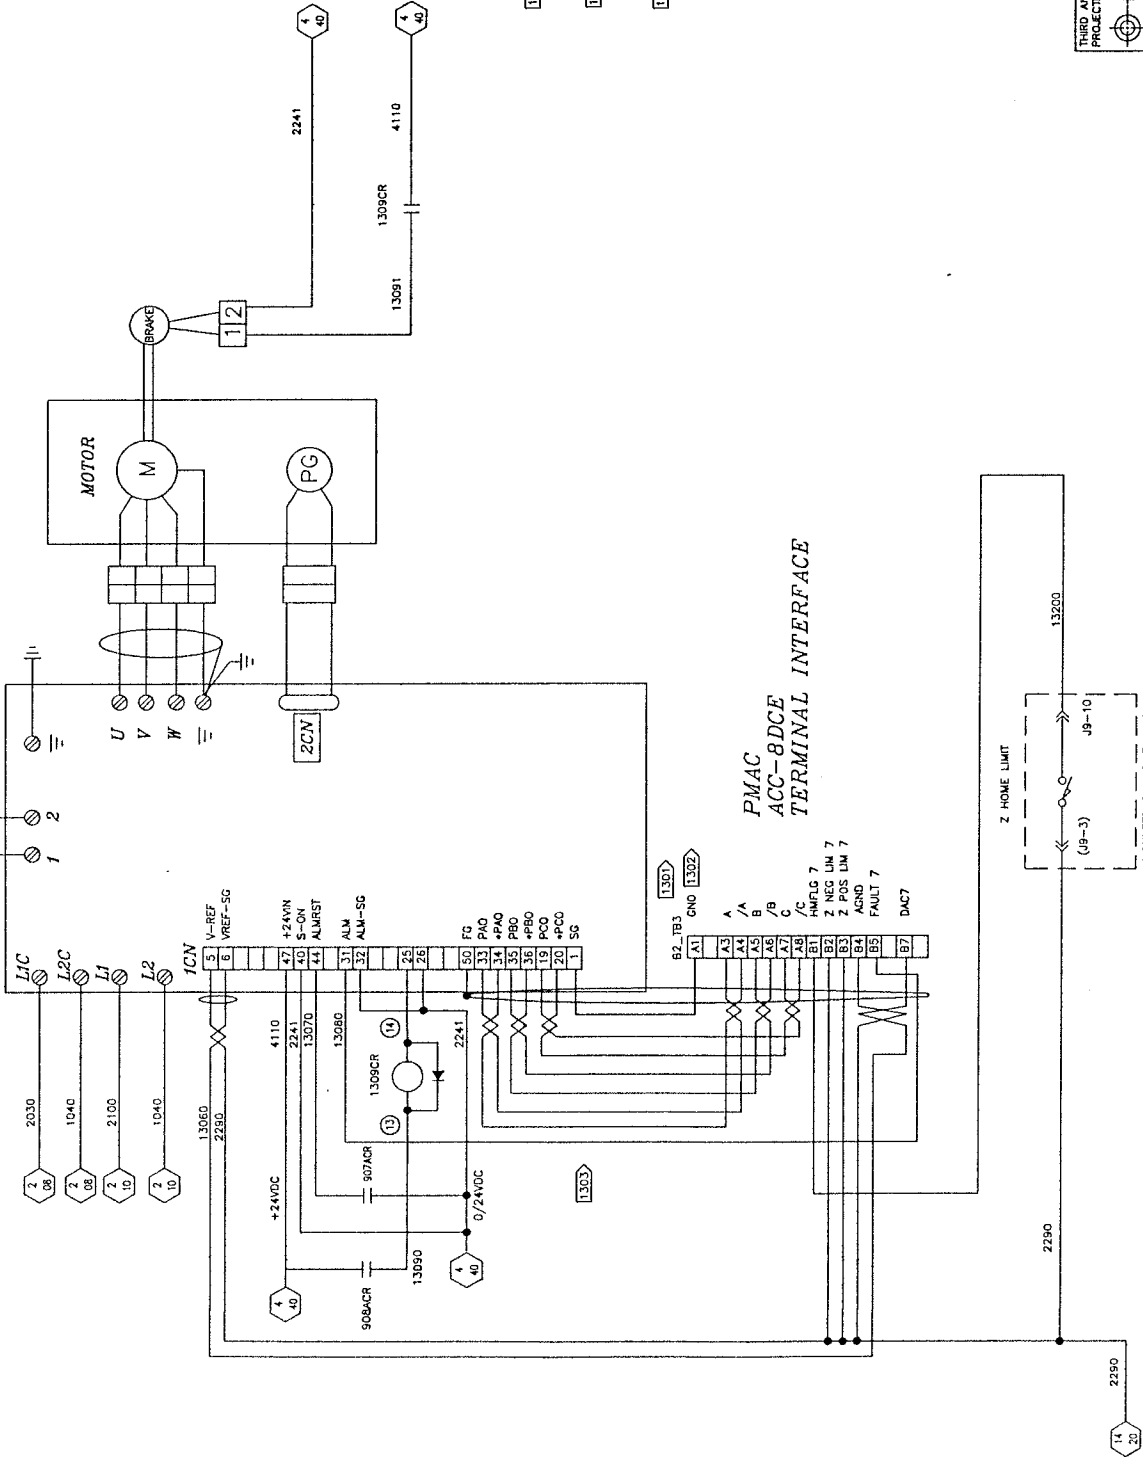 4
40
4
40
THIRD AN
PROJECTI
2241
4110
1309CR
13091
BRAKE
1 2
MOTOR
M
PG
U
V
W
2CN
1
2
L1C
L2C
L1
L2
2030
1040
2100
1040
2
08
2
08
2
10
2
10
1CN
5 V-REF
6 VREF-SG
47 +24VIN
40 S-ON
44 ALMRST
31 ALM
32 ALM-SG
25
26
50 FG
33 PAO
34 *PAO
35 PBO
36 *PBO
19 PCO
20 *PCO
1 SG
13060
2290
4110
2241
13070
13080
14
1309CR
13
2241
+24VDC
907ACR
0/24VDC
908ACR
13090
4
40
4
40
1303
1301
1302
PMAC
ACC-8DCE
TERMINAL INTERFACE
B2_TB3
A1 GND
A3 A
A4 /A
A5 B
A6 /B
A7 C
A8 /C
B1 HMFLG 7
B2 Z NEG LIM 7
B3 Z POS LIM 7
B4 AGND
B5 FAULT 7
B7 DAC7
Z HOME LIMIT
13200
J9-10
(J9-3)
2290
2290
14
20